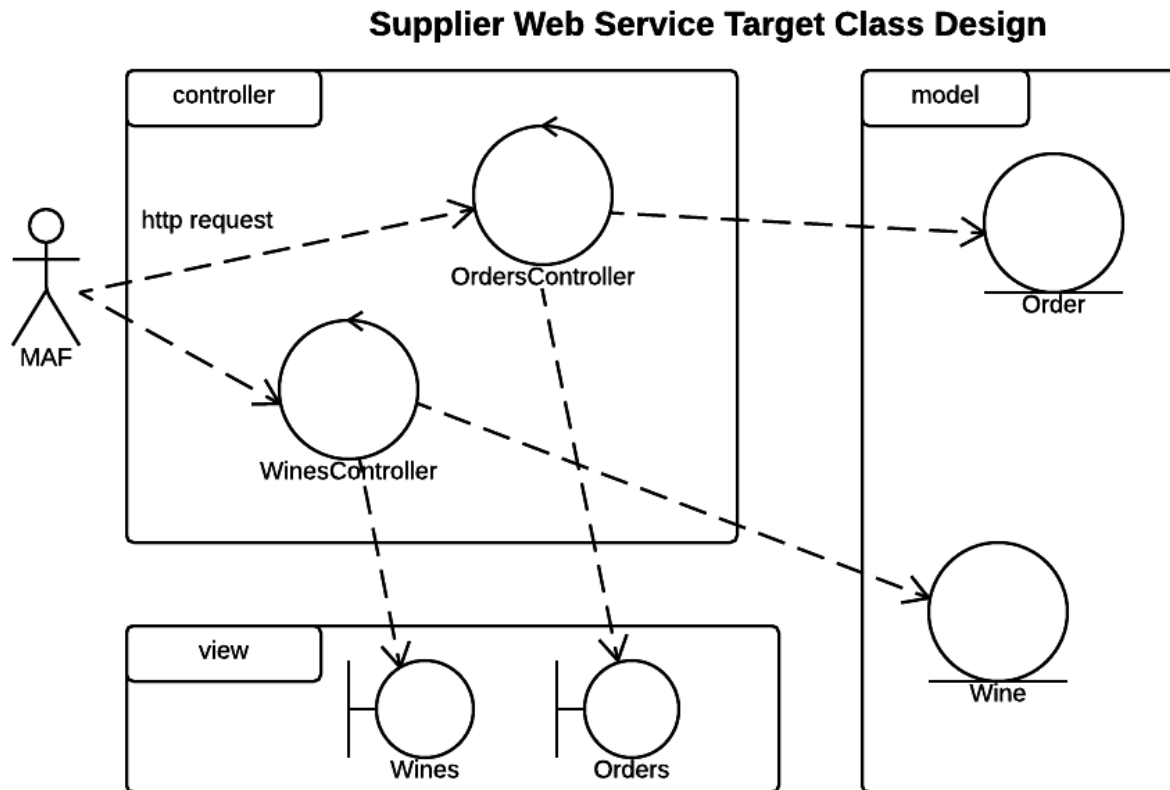 Supplier Web Service Target Class Design
controller
model
http request
OrdersController
Order
MAF
WinesController
view
Wine
Wines
Orders